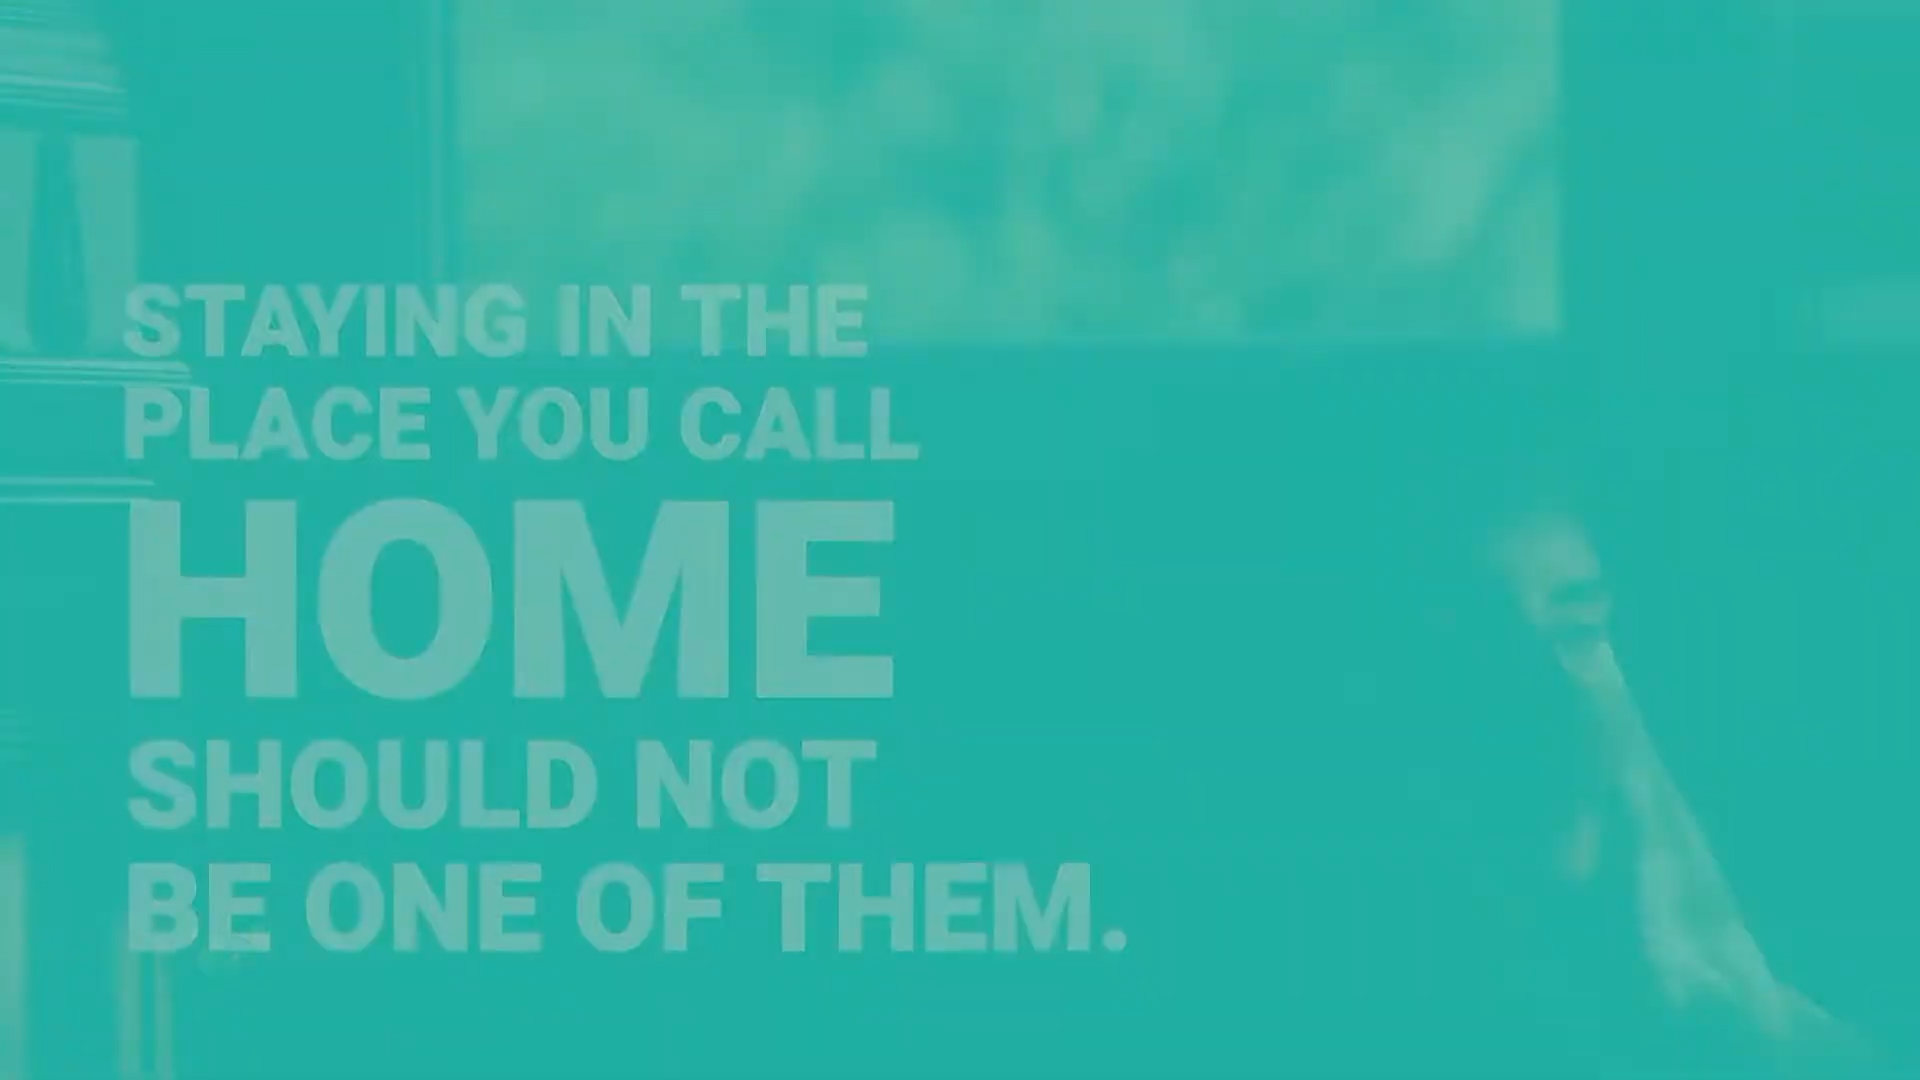 STAYING IN THE
PLACE YOU CALL
HOME
SHOULD NOT
BE ONE OF THEM.